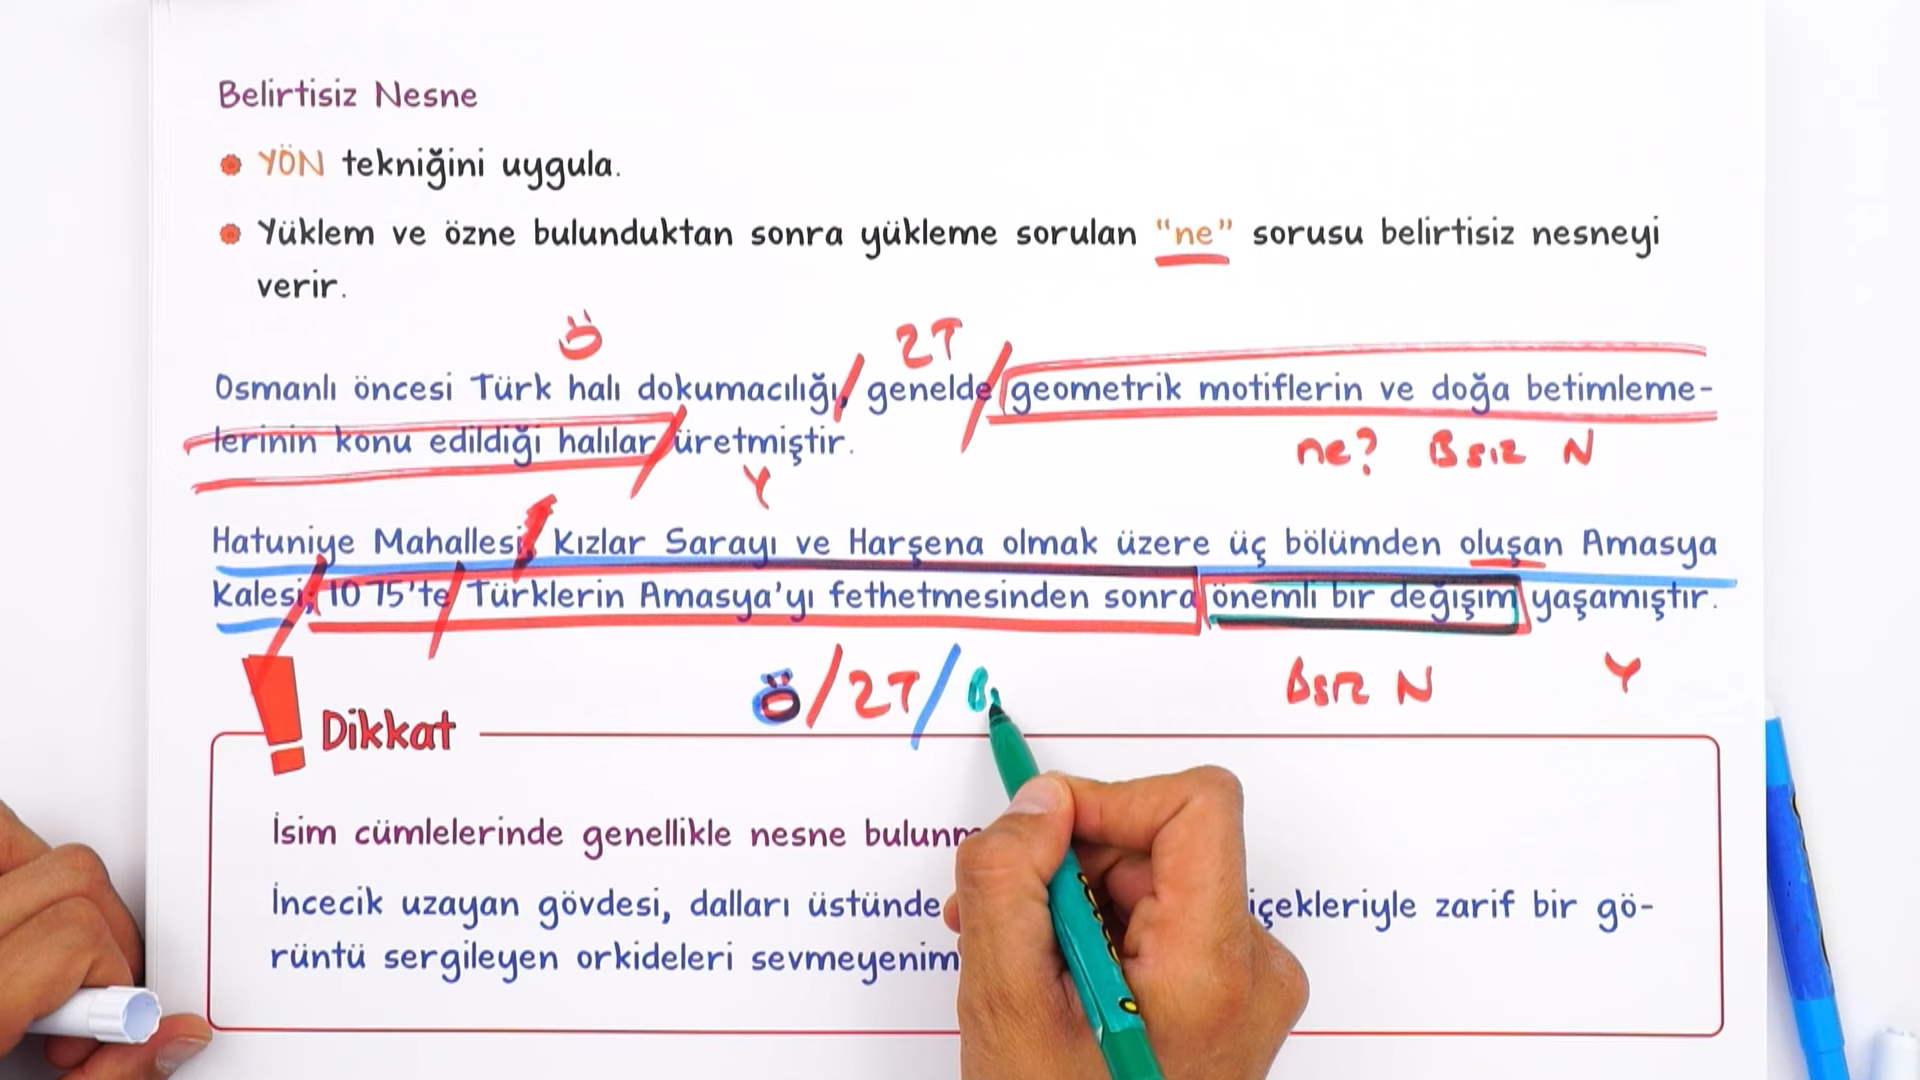 Belirtisiz Nesne
YÖN tekniğini uygula.
Yüklem ve özne bulunduktan sonra yükleme sorulan “ne” sorusu belirtisiz nesneyi
verir.
Ö ZT
Osmanlı öncesi Türk halı dokumacılığı, genelde geometrik motiflerin ve doğa betimleme-
lerinin konu edildiği halılar üretmiştir.
ne? Bsız N
Y
Hatuniye Mahallesi, Kızlar Sarayı ve Harşena olmak üzere üç bölümden oluşan Amasya
Kalesi, 1075’te Türklerin Amasya’yı fethetmesinden sonra önemli bir değişim yaşamıştır.
Ö / ZT / B Bsız N Y
Dikkat
İsim cümlelerinde genellikle nesne
İncecik uzayan gövdesi, dalları üstünde zarif bir gö-
rüntü sergileyen orkideleri